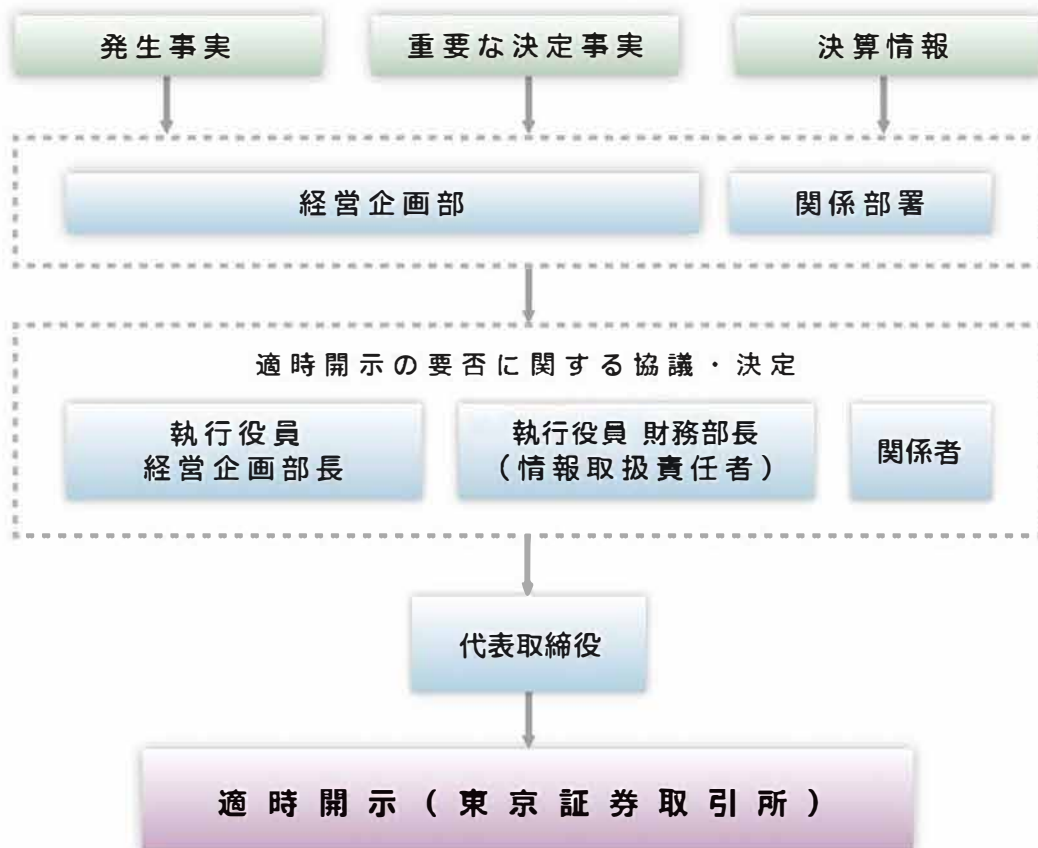 発生事実
重要な決定事実
決算情報
経営企画部
関係部署
適時開示の要否に関する協議・決定
執行役員
経営企画部長
執行役員 財務部長
（情報取扱責任者）
関係者
代表取締役
適時開示（東京証券取引所）